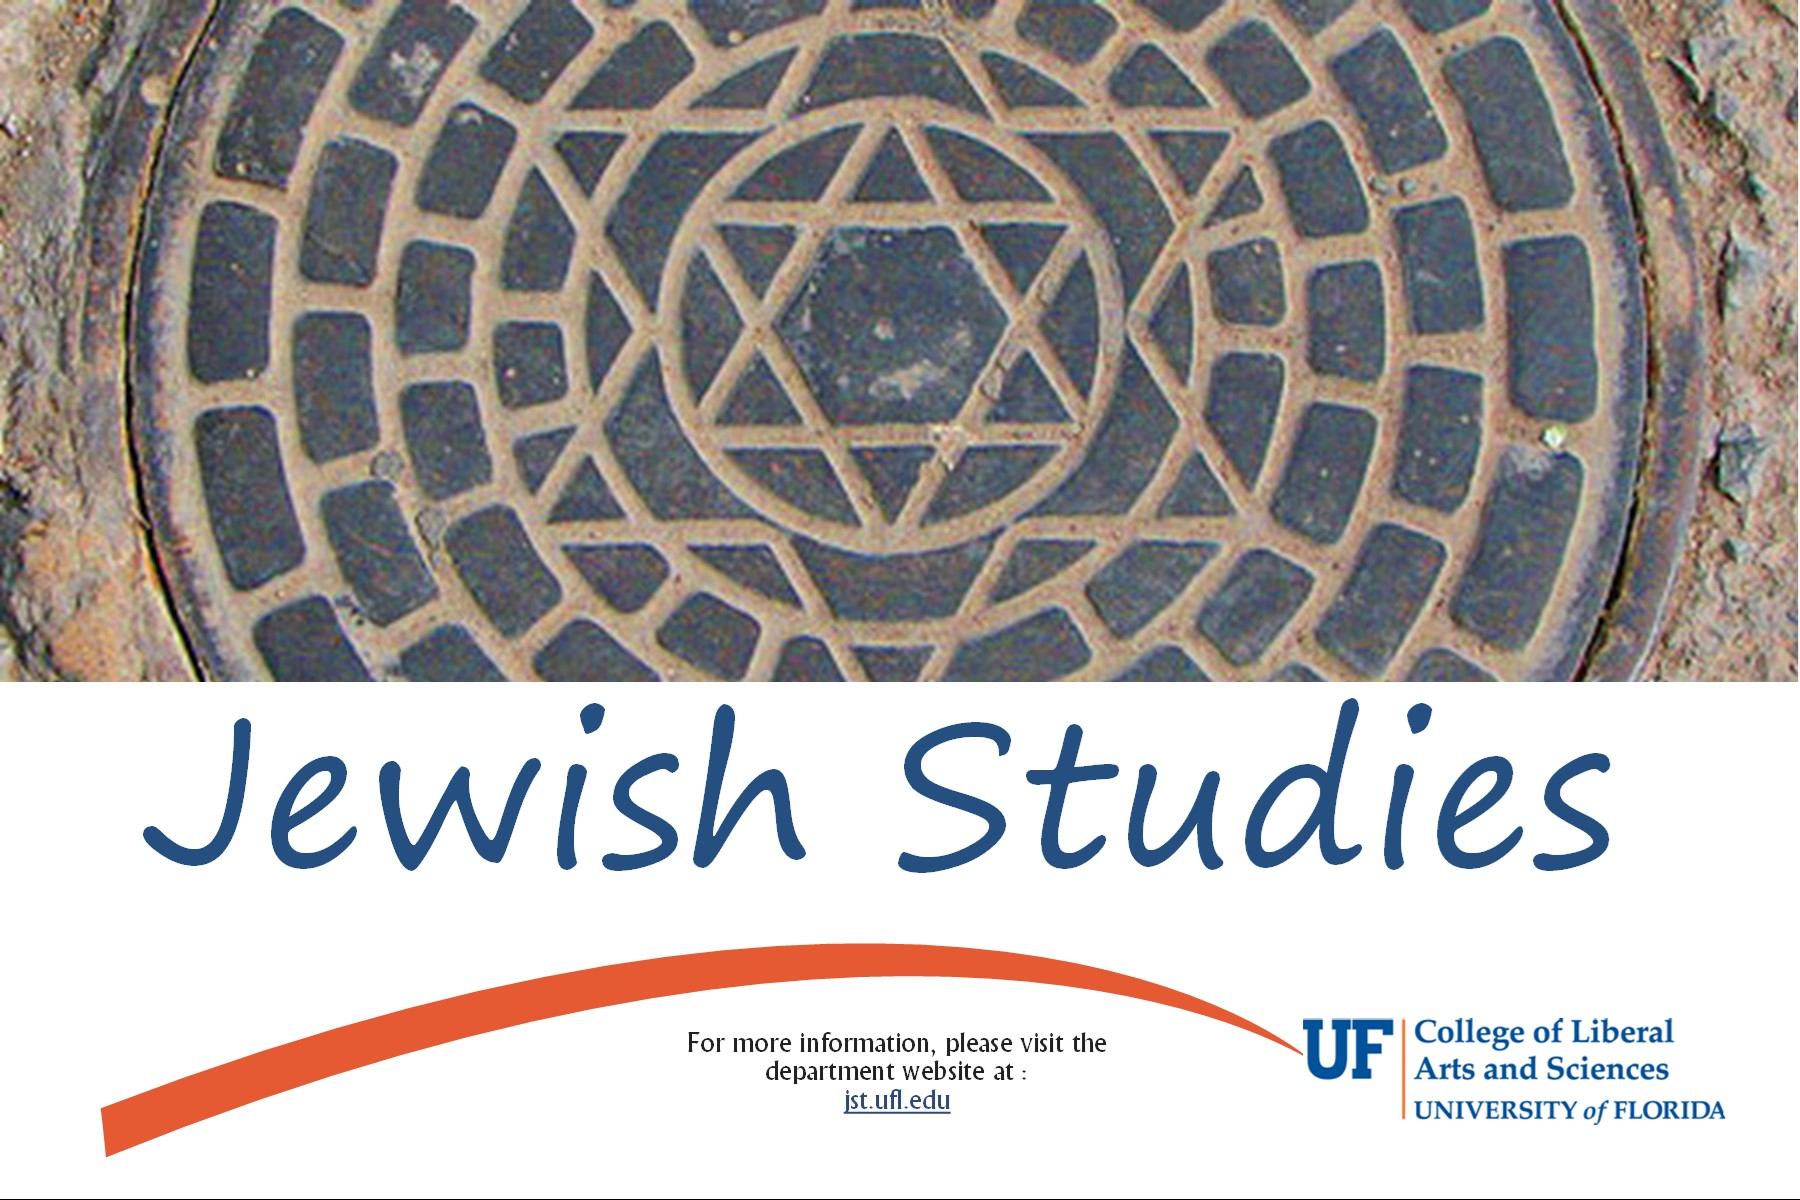 Jewish Studies
For more information, please visit the
department website at :
jst.ufl.edu
UF
College of Liberal
Arts and Sciences
UNIVERSITY of FLORIDA